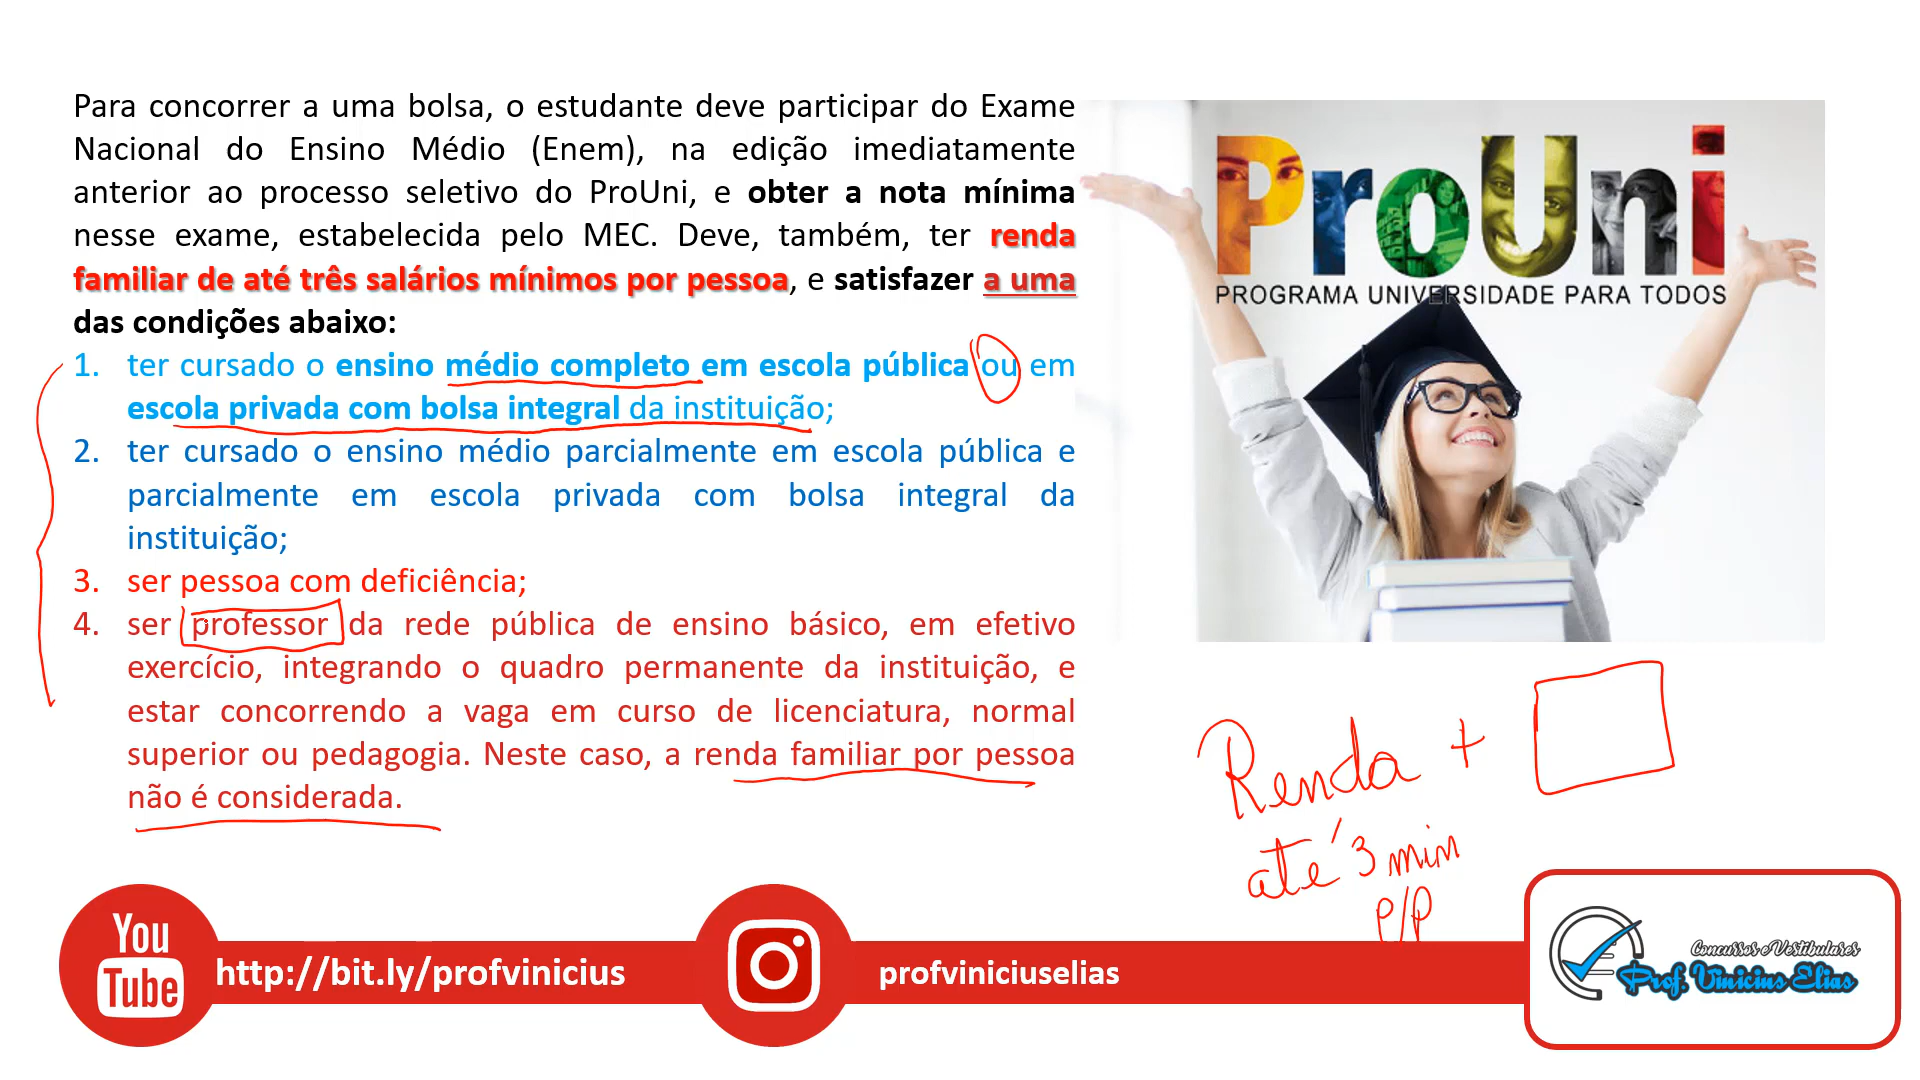 Para concorrer a uma bolsa, o estudante deve participar do Exame
Nacional do Ensino Médio (Enem), na edição imediatamente
anterior ao processo seletivo do ProUni, e obter a nota mínima
nesse exame, estabelecida pelo MEC. Deve, também, ter renda
familiar de até três salários mínimos por pessoa, e satisfazer a uma
das condições abaixo:
1. ter cursado o ensino médio completo em escola pública ou em
escola privada com bolsa integral da instituição;
2. ter cursado o ensino médio parcialmente em escola pública e
parcialmente em escola privada com bolsa integral da
instituição;
3. ser pessoa com deficiência;
4. ser professor da rede pública de ensino básico, em efetivo
exercício, integrando o quadro permanente da instituição, e
estar concorrendo a vaga em curso de licenciatura, normal
superior ou pedagogia. Neste caso, a renda familiar por pessoa
não é considerada.
ProUni
PROGRAMA UNIVERSIDADE PARA TODOS
Renda +
até 3 min
P/P
You
Tube
http://bit.ly/profvinicius
profviniciuselias
Concursos e Vestibulares
Prof. Vinicius Elias